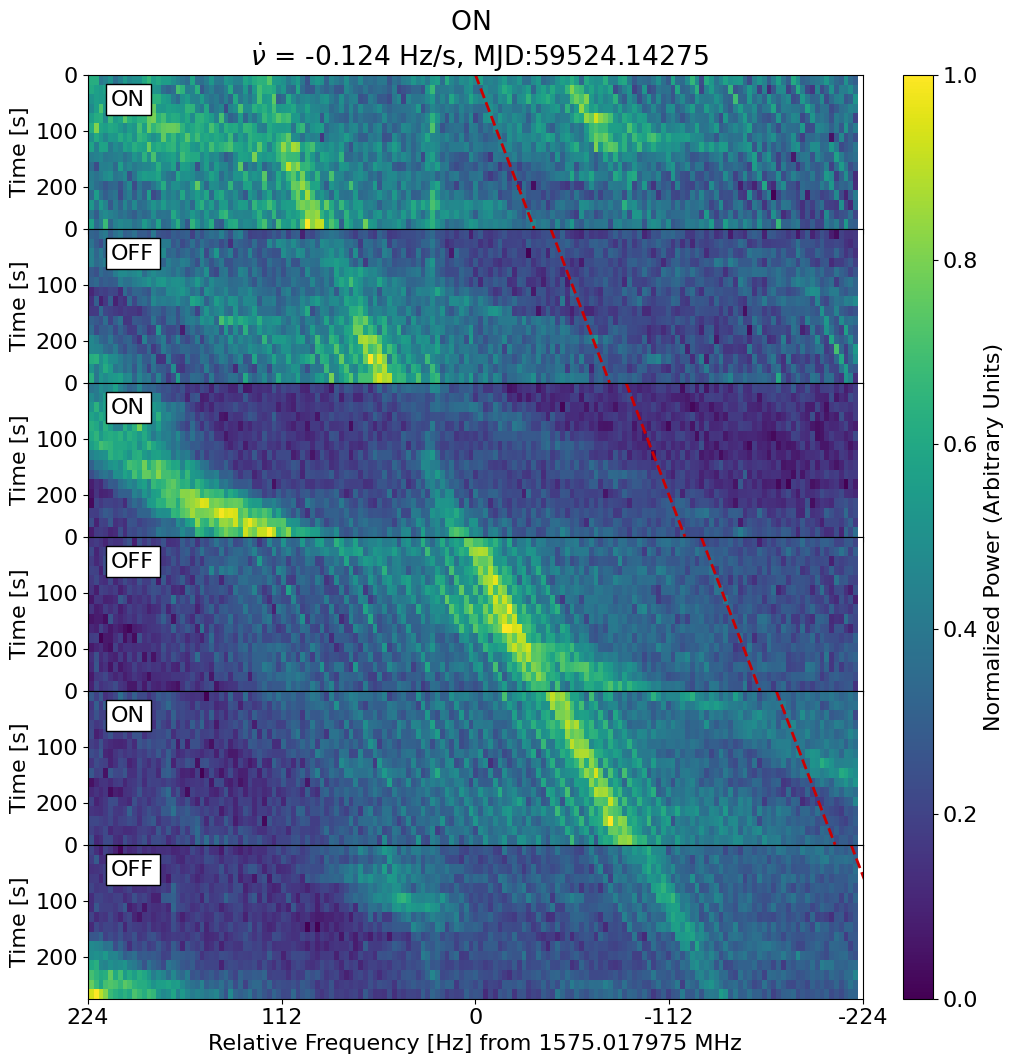 ON
ν̇ = -0.124 Hz/s, MJD:59524.14275
0
100
200
Time [s]
ON
0
100
200
Time [s]
OFF
0
100
200
Time [s]
ON
0
100
200
Time [s]
OFF
0
100
200
Time [s]
ON
0
100
200
Time [s]
OFF
224 112 0 -112 -224
Relative Frequency [Hz] from 1575.017975 MHz
1.0
0.8
0.6
0.4
0.2
0.0
Normalized Power (Arbitrary Units)